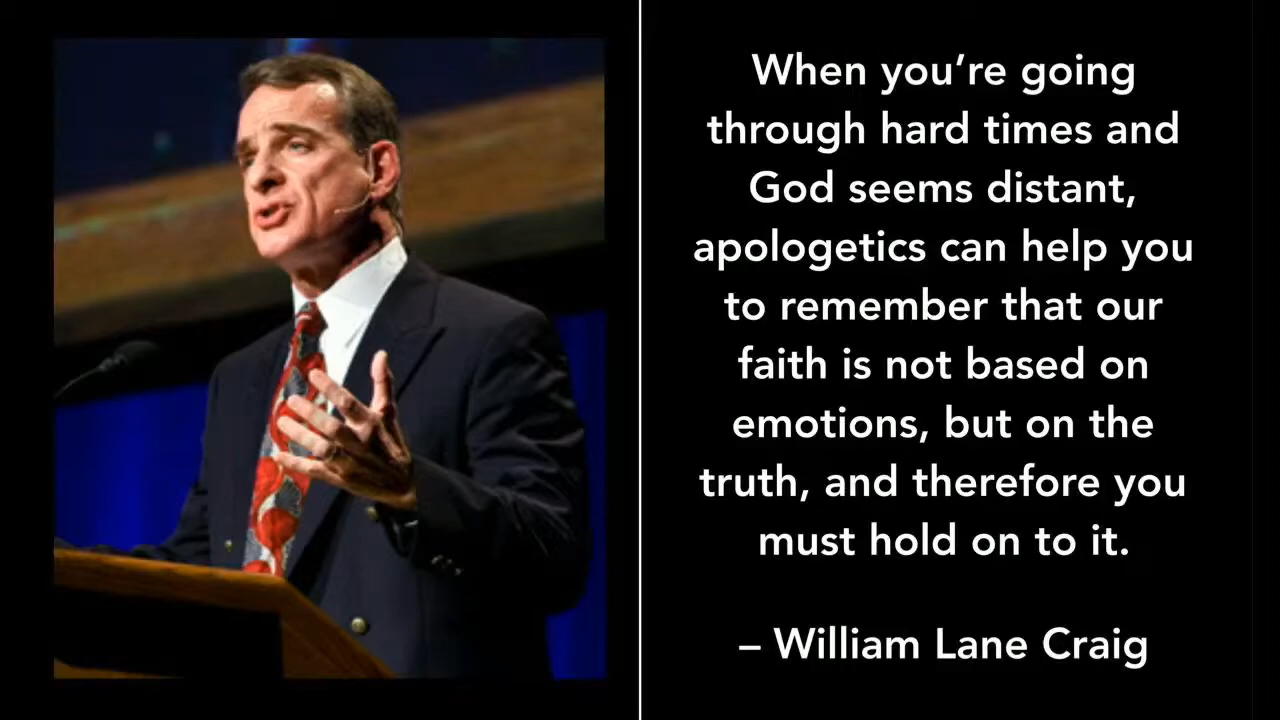 When you’re going
through hard times and
God seems distant,
apologetics can help you
to remember that our
faith is not based on
emotions, but on the
truth, and therefore you
must hold on to it.
– William Lane Craig